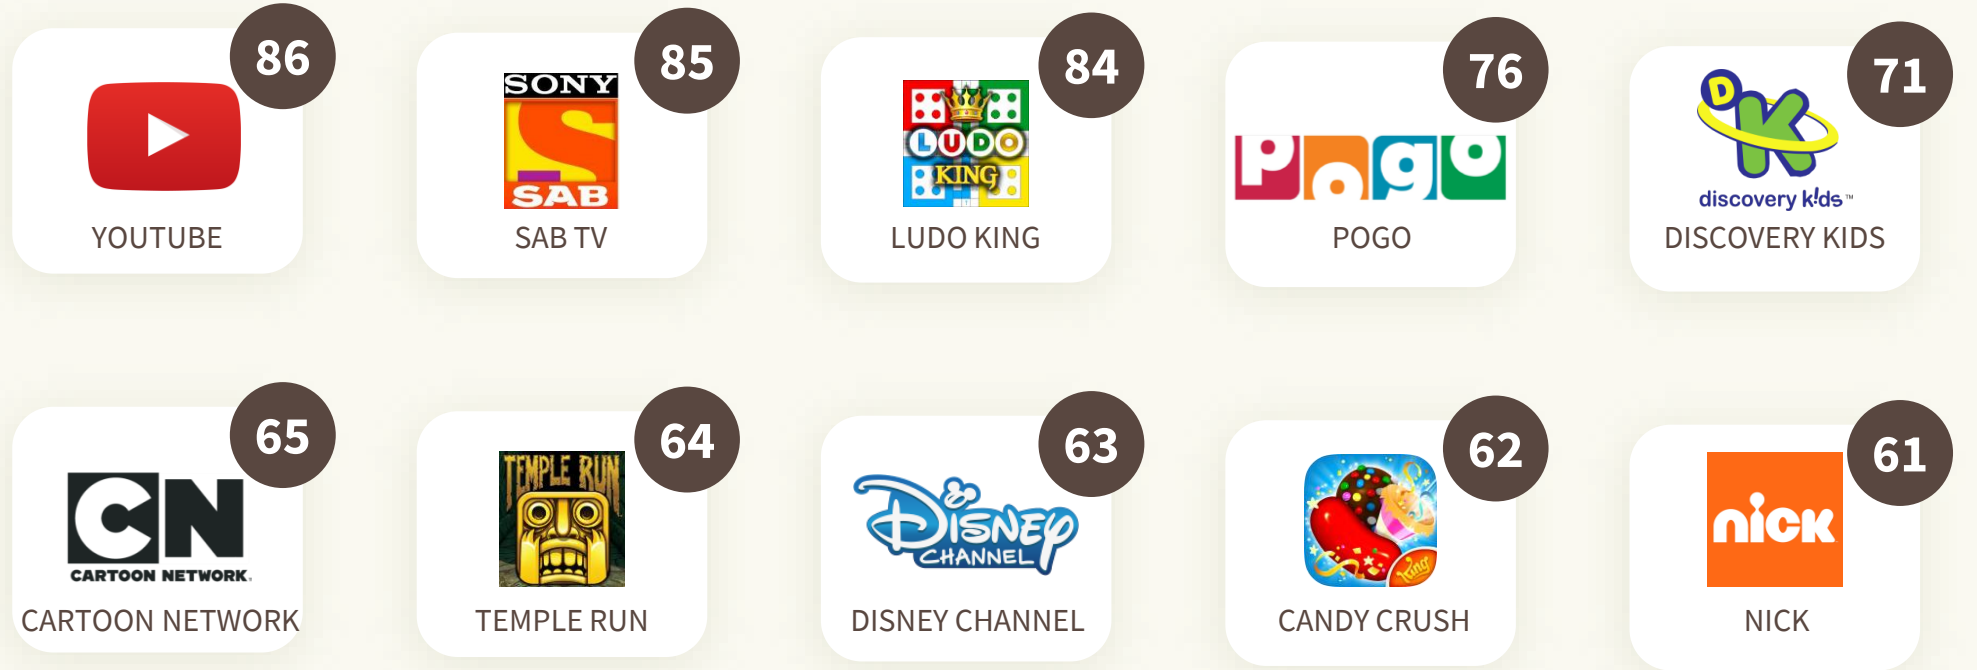 86
SONY
SAB
SAB TV
YOUTUBE
85
84
LUDO
KING
LUDO KING
76
POGO
POGO
71
D
K
discovery k!ds™
DISCOVERY KIDS
65
CN
CARTOON NETWORK.
CARTOON NETWORK
64
TEMPLE RUN
TEMPLE RUN
63
DISNEY
CHANNEL
DISNEY CHANNEL
62
King
CANDY CRUSH
61
nick
NICK